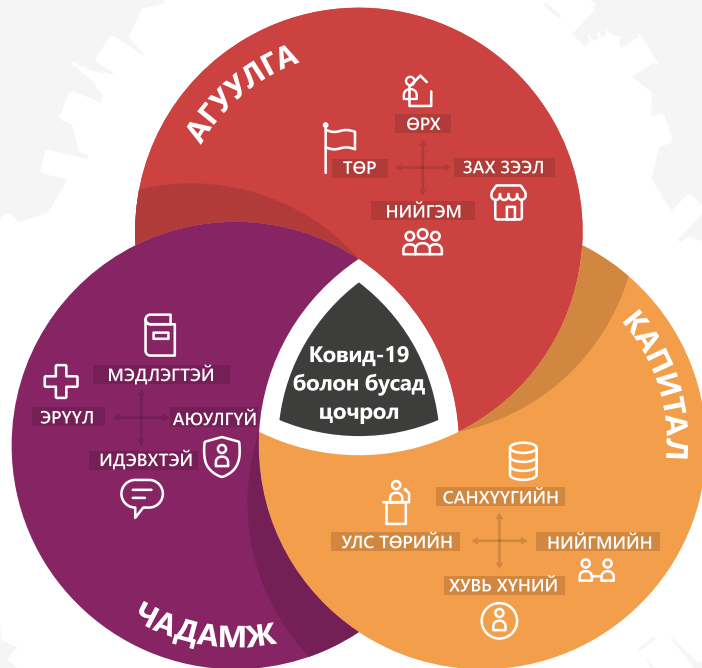 АГУУЛГА
ӨРХ
ТӨР
ЗАХ ЗЭЭЛ
НИЙГЭМ
Ковид-19
болон бусад
цочрол
МЭДЛЭГТЭЙ
ЭРҮҮЛ
АЮУЛГҮЙ
ИДЭВХТЭЙ
ЧАДАМЖ
КАПИТАЛ
САНХҮҮГИЙН
УЛС ТӨРИЙН
НИЙГМИЙН
ХУВЬ ХҮНИЙ